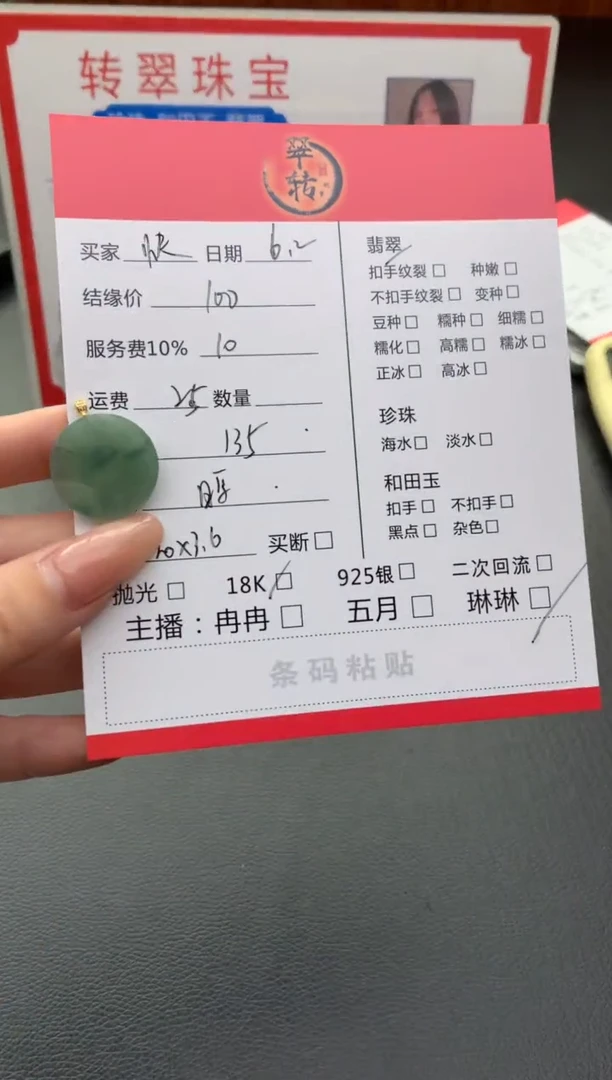 转翠珠宝
翠
转
买家 快 日期 6.2
结缘价 100
服务费10% 10
运费 25 数量
135
x3.6 买断
抛光 18K 925银 二次回流
主播：冉冉 五月 琳琳
条码粘贴
翡翠
扣手纹裂 种嫩
不扣手纹裂 变种
豆种 糯种 细糯
糯化 高糯 糯冰
正冰 高冰
珍珠
海水 淡水
和田玉
扣手 不扣手
黑点 杂色